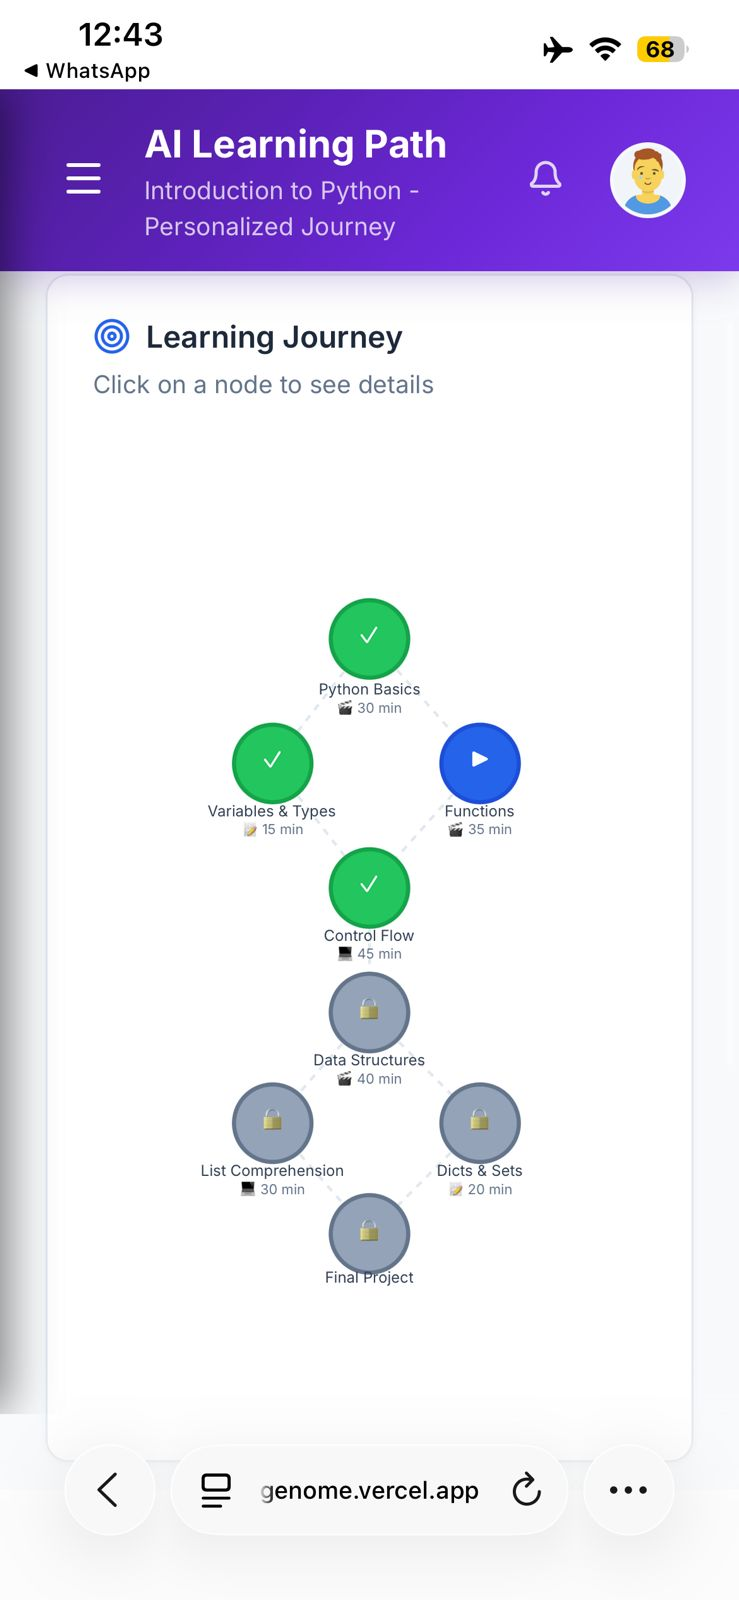 12:43
68
WhatsApp
AI Learning Path
Introduction to Python -
Personalized Journey
Learning Journey
Click on a node to see details
Python Basics
30 min
Variables & Types
15 min
Functions
35 min
Control Flow
45 min
Data Structures
40 min
List Comprehension
30 min
Dicts & Sets
20 min
Final Project
genome.vercel.app